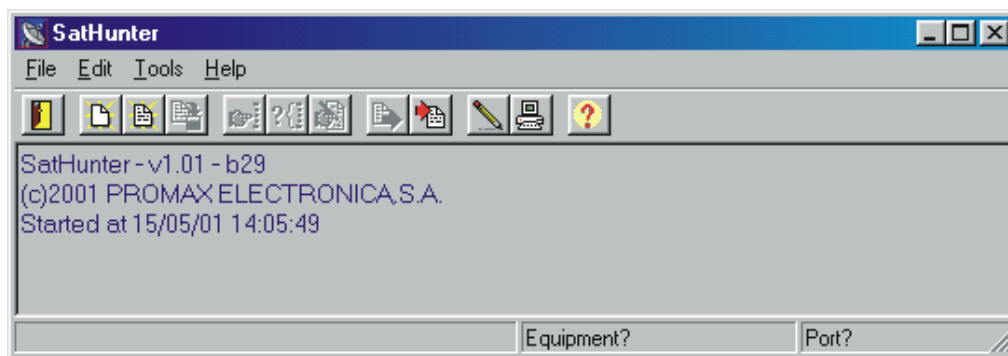 SatHunter
File Edit Tools Help
SatHunter - v1.01 - b29
(c)2001 PROMAX ELECTRONICA,S.A.
Started at 15/05/01 14:05:49
Equipment? Port?